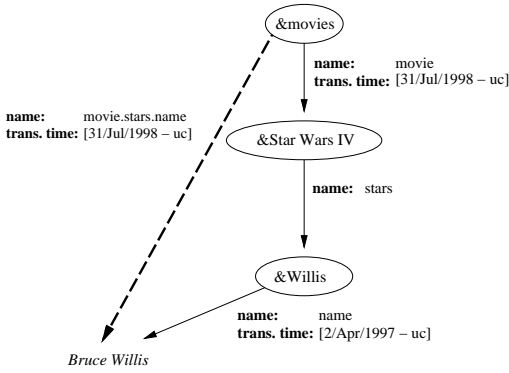 &movies
name: movie
trans. time: [31/Jul/1998 – uc]
name: movie.stars.name
trans. time: [31/Jul/1998 – uc]
&Star Wars IV
name: stars
&Willis
name: name
trans. time: [2/Apr/1997 – uc]
Bruce Willis